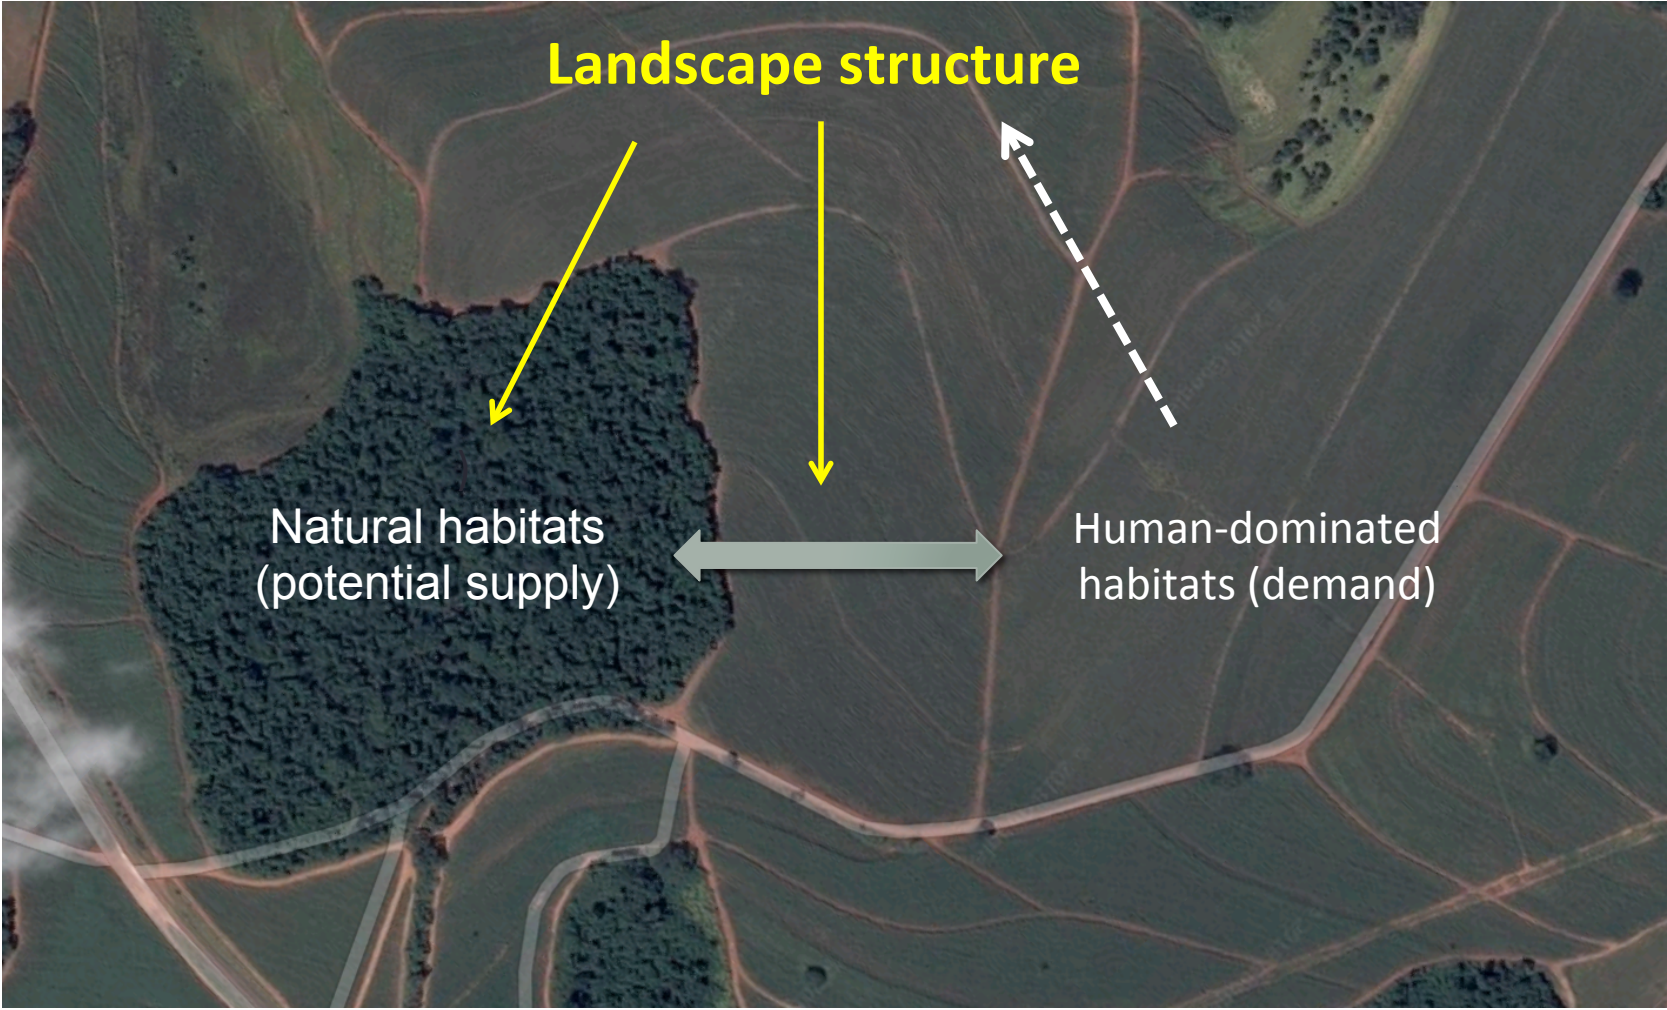 Landscape structure
Natural habitats
(potential supply)
Human-dominated
habitats (demand)